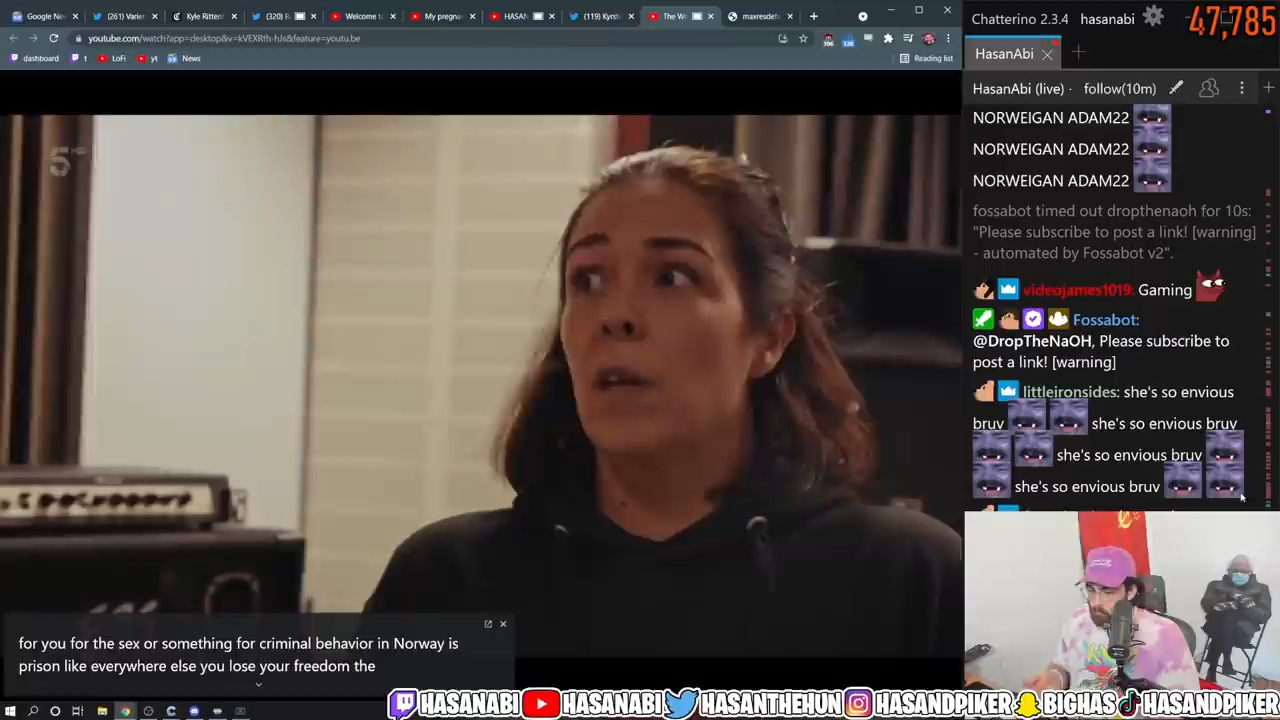 Google Ne
(261) Variet
Kyle Ritten
(320) R
Welcome t
My pregna
HASAN
(119) Kyrst
The W
maxresdefa
youtube.com/watch?app=desktop&v=kVEXRth-hJs&feature=youtu.be
dashboard
t
LoFi
yt
News
Reading list
for you for the sex or something for criminal behavior in Norway is
prison like everywhere else you lose your freedom the
Chatterino 2.3.4
hasanabi
47,785
HasanAbi
HasanAbi (live)
follow(10m)
NORWEIGAN ADAM22
NORWEIGAN ADAM22
NORWEIGAN ADAM22
fossabot timed out dropthenaoh for 10s:
"Please subscribe to post a link! [warning]
- automated by Fossabot v2".
videojames1019: Gaming
Fossabot:
@DropTheNaOH, Please subscribe to
post a link! [warning]
littleironsides: she's so envious
bruv she's so envious bruv
she's so envious bruv
she's so envious bruv
HASANABI HASANABI HASANTHEHUN HASANDPIKER BIGHAS HASANDPIKER